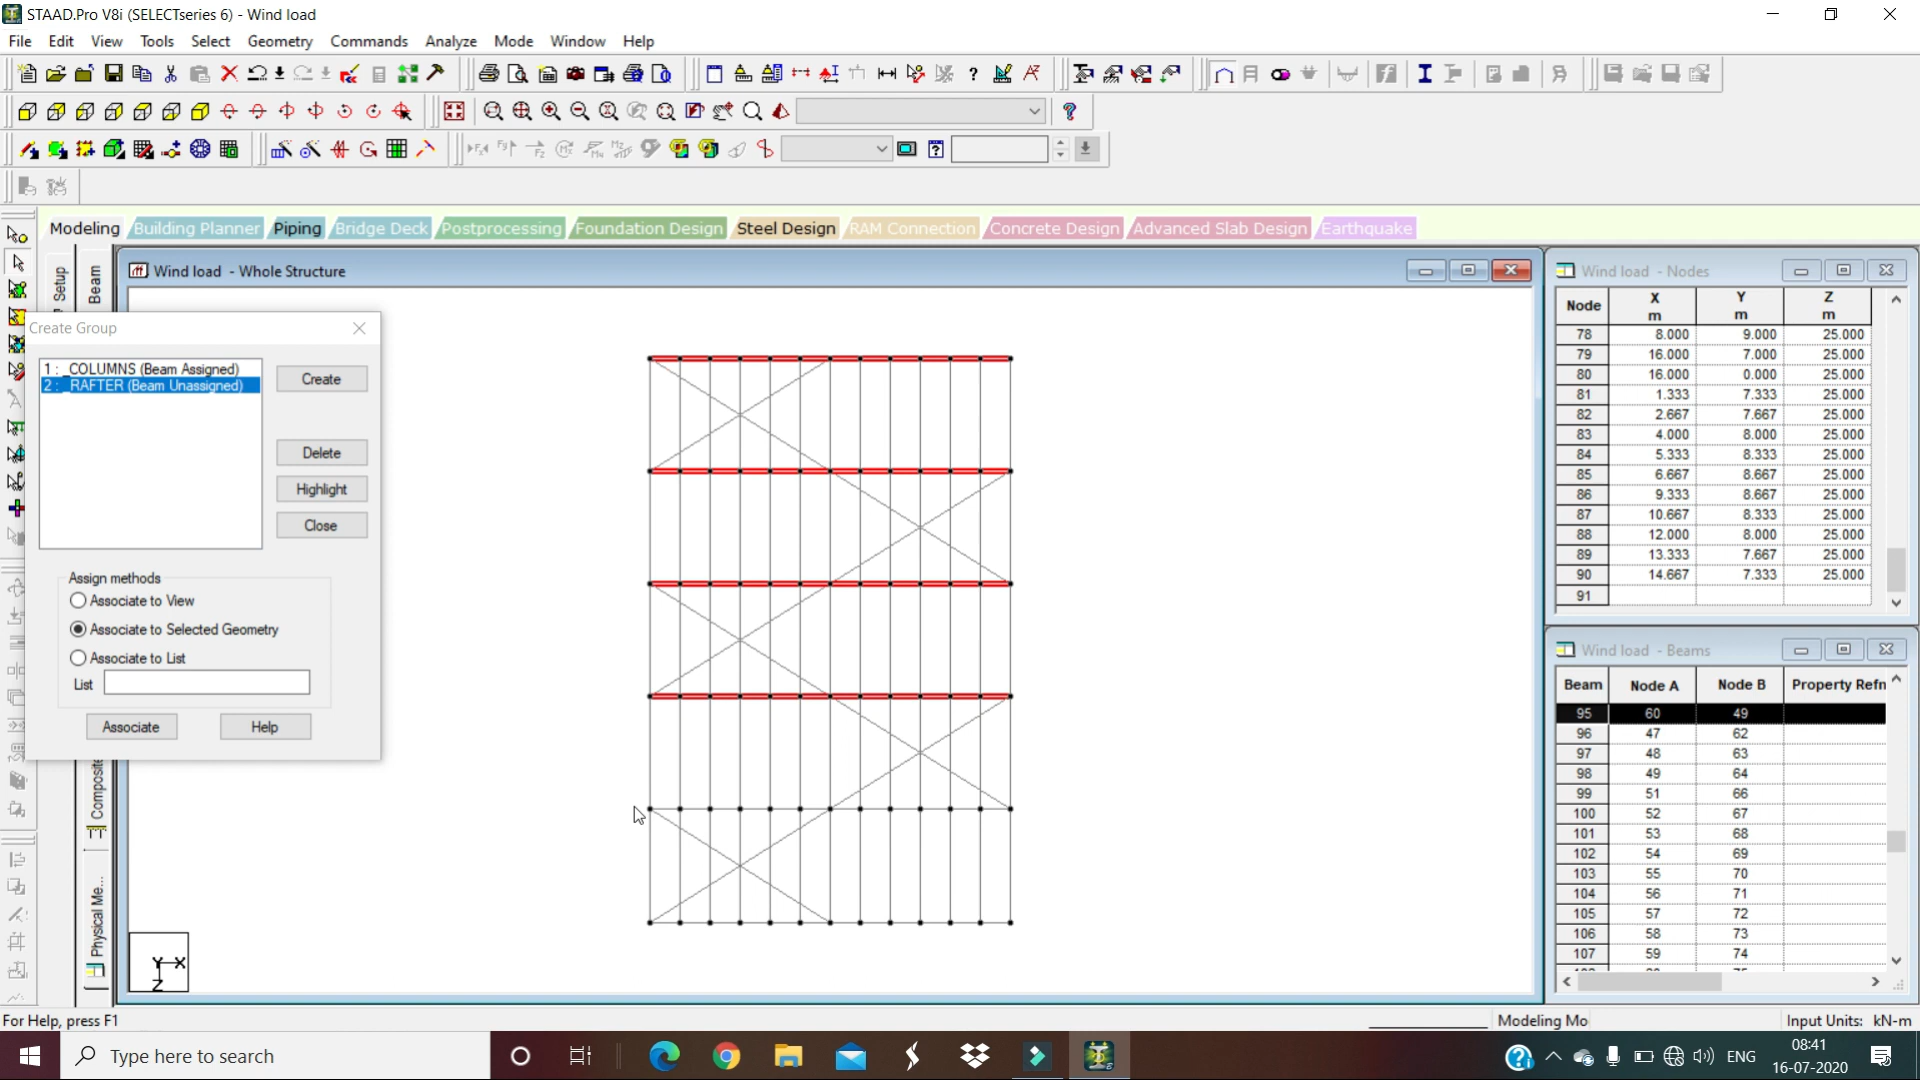 STAAD.Pro V8i (SELECTseries 6) - Wind load
File Edit View Tools Select Geometry Commands Analyze Mode Window Help
Modeling Building Planner Piping Bridge Deck Postprocessing Foundation Design Steel Design RAM Connection Concrete Design Advanced Slab Design Earthquake
Setup
Beam
Composite
Physical Me...
Wind load - Whole Structure
Create Group
1 : _COLUMNS (Beam Assigned)
2 : _RAFTER (Beam Unassigned)
Create
Delete
Highlight
Close
Assign methods
Associate to View
Associate to Selected Geometry
Associate to List
List
Associate Help
Y X
Z
Wind load - Nodes
Node X m Y m Z m
78 8.000 9.000 25.000
79 16.000 7.000 25.000
80 16.000 0.000 25.000
81 1.333 7.333 25.000
82 2.667 7.667 25.000
83 4.000 8.000 25.000
84 5.333 8.333 25.000
85 6.667 8.667 25.000
86 9.333 8.667 25.000
87 10.667 8.333 25.000
88 12.000 8.000 25.000
89 13.333 7.667 25.000
90 14.667 7.333 25.000
91
Wind load - Beams
Beam Node A Node B Property Refn
95 60 49
96 47 62
97 48 63
98 49 64
99 51 66
100 52 67
101 53 68
102 54 69
103 55 70
104 56 71
105 57 72
106 58 73
107 59 74
For Help, press F1
Modeling Mo
Input Units: kN-m
Type here to search
ENG
08:41
16-07-2020